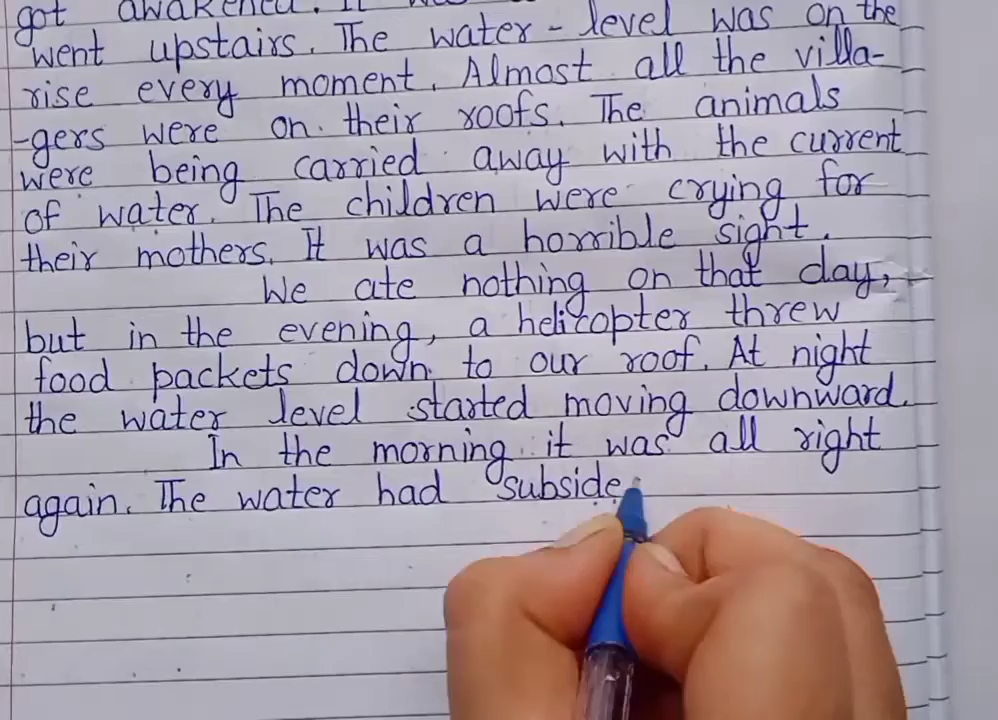 got awakened. It was
went upstairs. The water-level was on the
rise every moment. Almost all the villa-
-gers were on their roofs. The animals
were being carried away with the current
of water. The children were crying for
their mothers. It was a horrible sight.
We ate nothing on that day,
but in the evening, a helicopter threw
food packets down to our roof. At night
the water level started moving downward.
In the morning it was all right
again. The water had subside